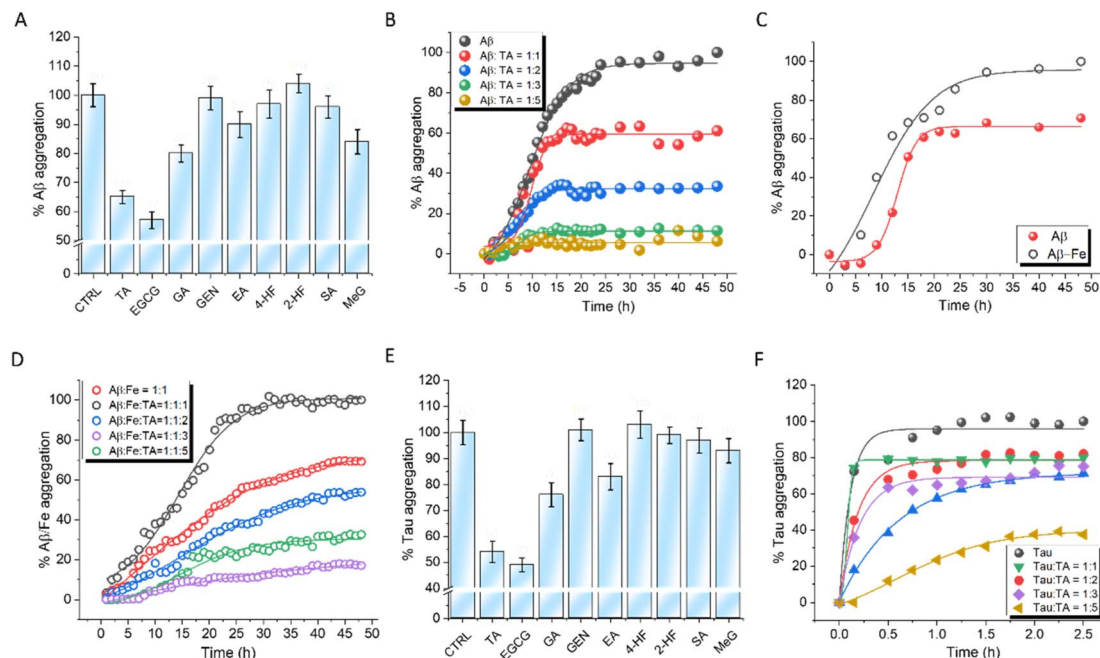 A
% Aβ aggregation
120
110
100
90
80
70
60
50
20
10
0
CTRL
TA
EGCG
GA
GEN
EA
4-HF
2-HF
SA
MeG
B
% Aβ aggregation
100
80
60
40
20
0
Aβ
Aβ: TA = 1:1
Aβ: TA = 1:2
Aβ: TA = 1:3
Aβ: TA = 1:5
-5 0 5 10 15 20 25 30 35 40 45 50
Time (h)
C
% Aβ aggregation
100
80
60
40
20
0
Aβ
Aβ–Fe
0 10 20 30 40 50
Time (h)
D
% Aβ/Fe aggregation
100
80
60
40
20
0
Aβ:Fe = 1:1
Aβ:Fe:TA=1:1:1
Aβ:Fe:TA=1:1:2
Aβ:Fe:TA=1:1:3
Aβ:Fe:TA=1:1:5
0 5 10 15 20 25 30 35 40 45 50
Time (h)
E
% Tau aggregation
120
110
100
90
80
70
60
50
40
20
10
0
CTRL
TA
EGCG
GA
GEN
EA
4-HF
2-HF
SA
MeG
F
% Tau aggregation
120
100
80
60
40
20
0
Tau
Tau:TA = 1:1
Tau:TA = 1:2
Tau:TA = 1:3
Tau:TA = 1:5
0.0 0.5 1.0 1.5 2.0 2.5
Time (h)